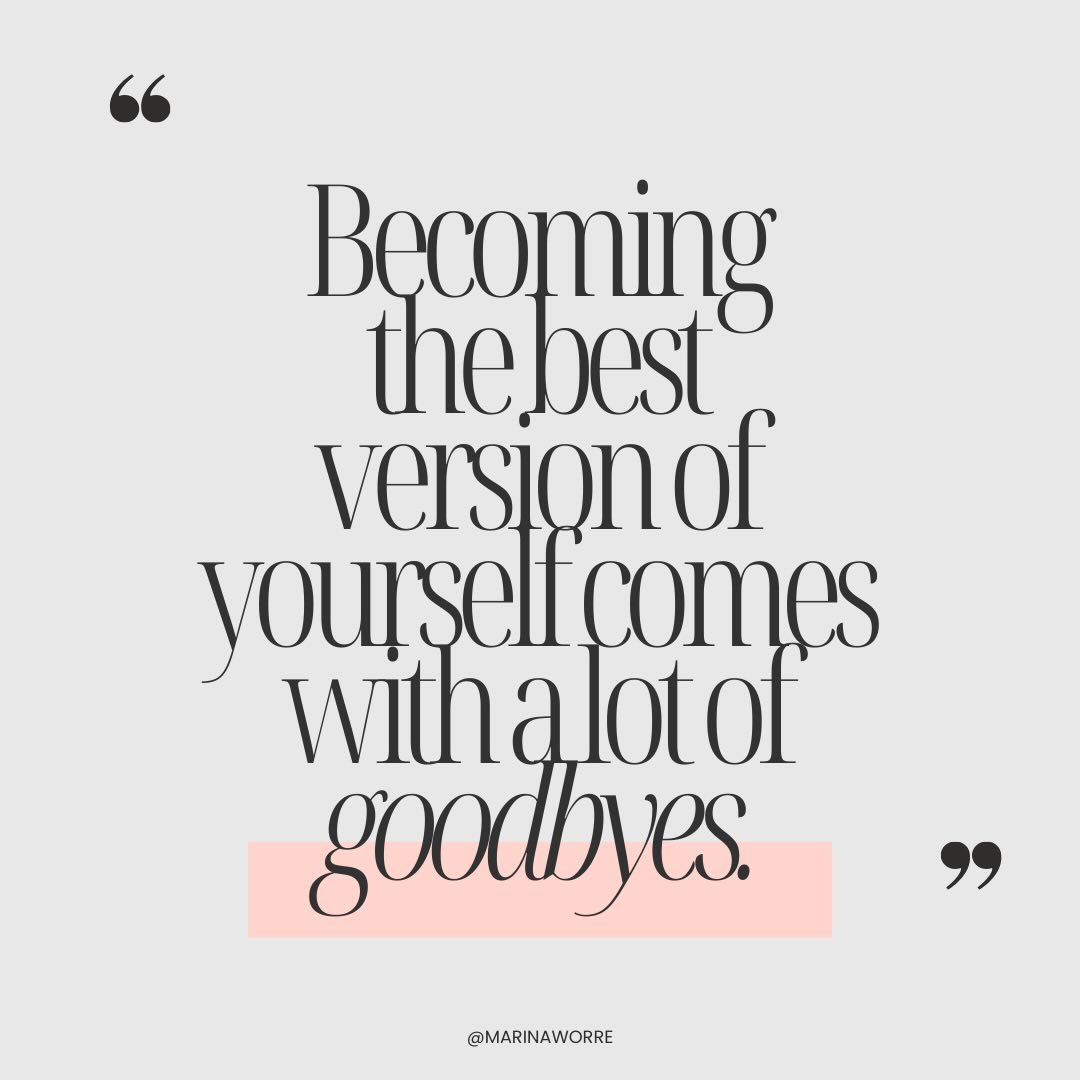 “
Becoming
the best
version of
yourself comes
with a lot of
goodbyes.
”
@MARINAWORRE